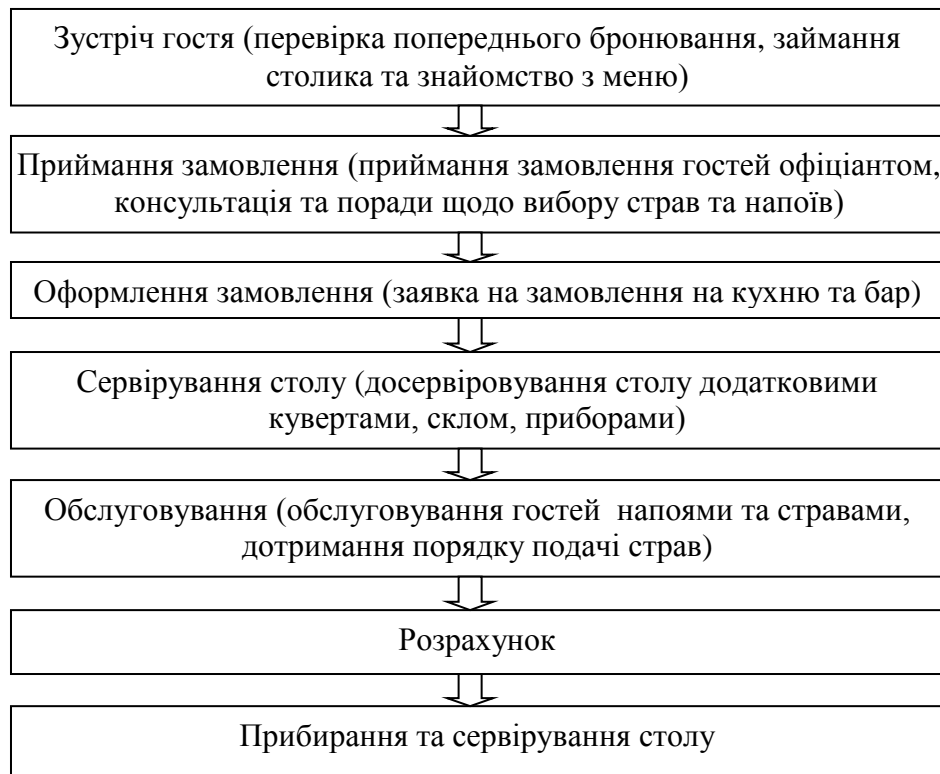 Зустріч гостя (перевірка попереднього бронювання, займання
столика та знайомство з меню)
Приймання замовлення (приймання замовлення гостей офіціантом,
консультація та поради щодо вибору страв та напоїв)
Оформлення замовлення (заявка на замовлення на кухню та бар)
Сервірування столу (досервіровування столу додатковими
кувертами, склом, приборами)
Обслуговування (обслуговування гостей  напоями та стравами,
дотримання порядку подачі страв)
Розрахунок
Прибирання та сервірування столу